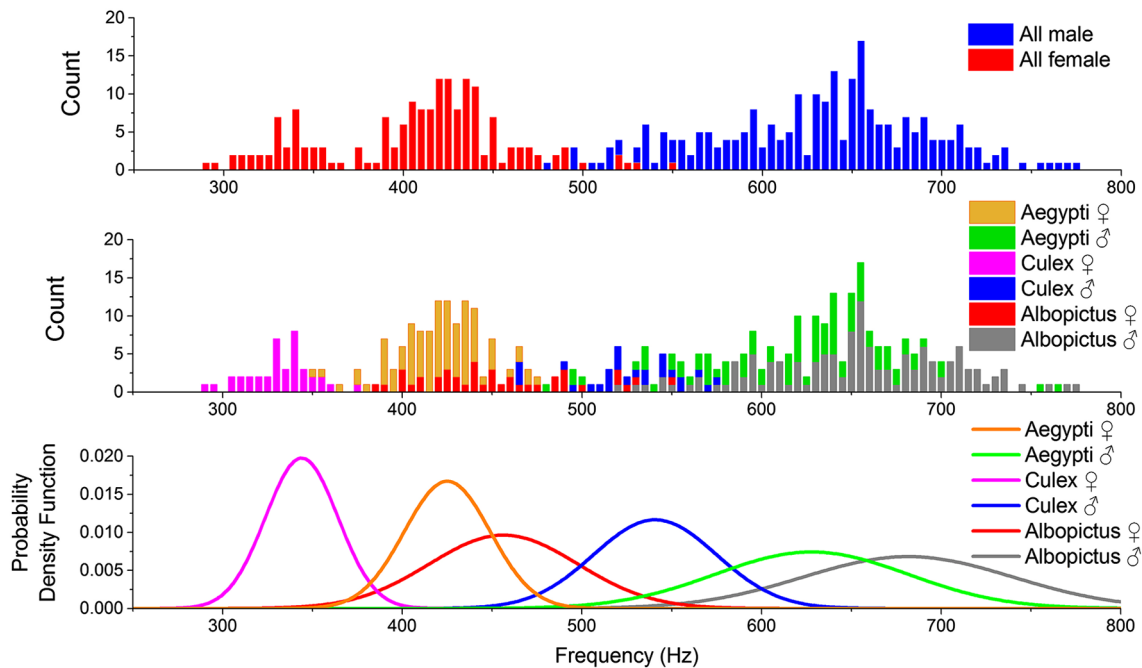 20
15
10
5
0
Count
All male
All female
300 400 500 600 700 800
20
15
10
5
0
Count
Aegypti ♀
Aegypti ♂
Culex ♀
Culex ♂
Albopictus ♀
Albopictus ♂
300 400 500 600 700 800
0.020
0.015
0.010
0.005
0.000
Probability
Density Function
Aegypti ♀
Aegypti ♂
Culex ♀
Culex ♂
Albopictus ♀
Albopictus ♂
300 400 500 600 700 800
Frequency (Hz)